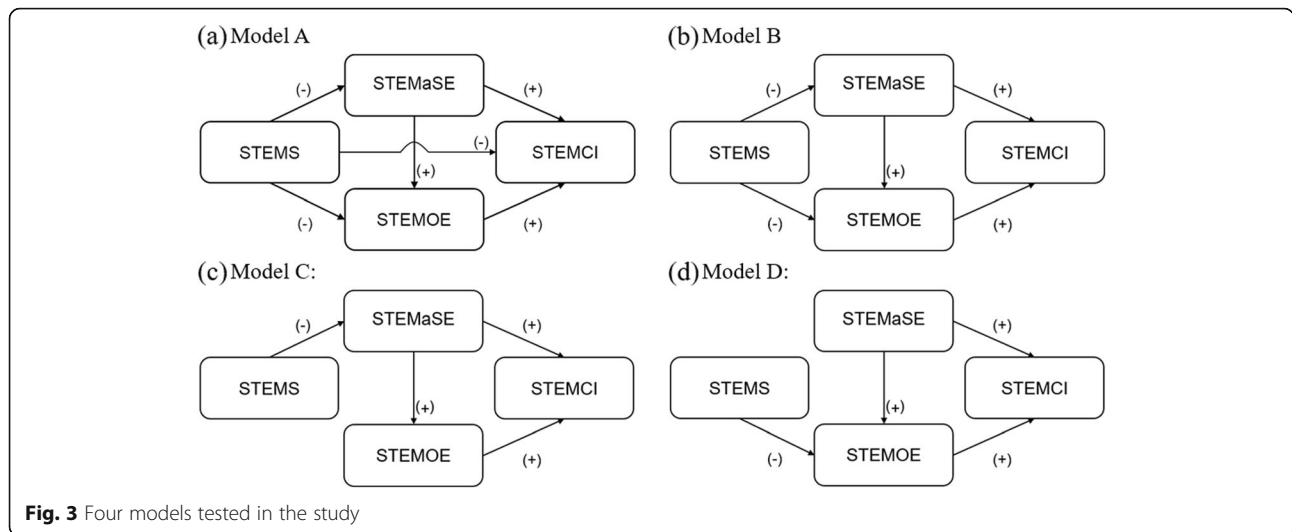 (a) Model A
STEMaSE
(-)
(+)
STEMS
(-)
STEMCI
(+)
(-)
STEMOE
(+)
(b) Model B
STEMaSE
(-)
(+)
STEMS
STEMCI
(+)
(-)
STEMOE
(+)
(c) Model C:
STEMaSE
(-)
(+)
STEMS
STEMCI
(+)
STEMOE
(+)
(d) Model D:
STEMaSE
(+)
STEMS
STEMCI
(+)
(-)
STEMOE
(+)
Fig. 3 Four models tested in the study